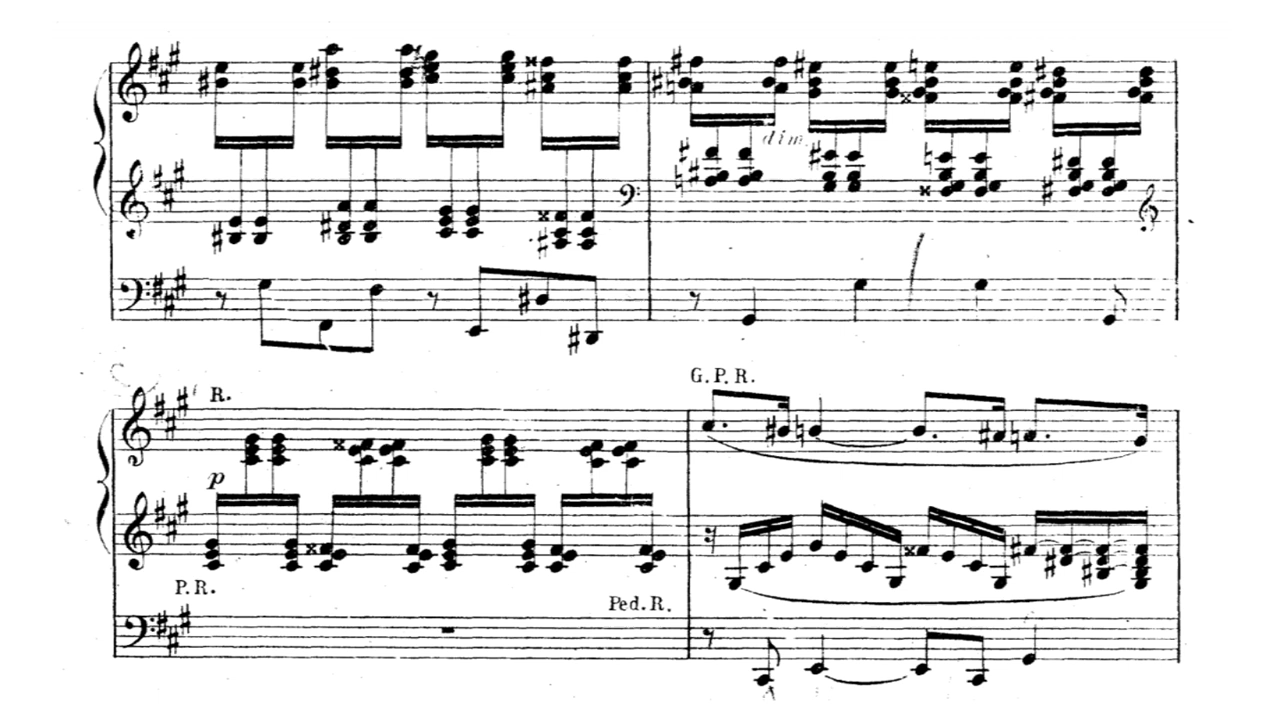 dim.
R.
G. P. R.
p
P. R.
Ped. R.